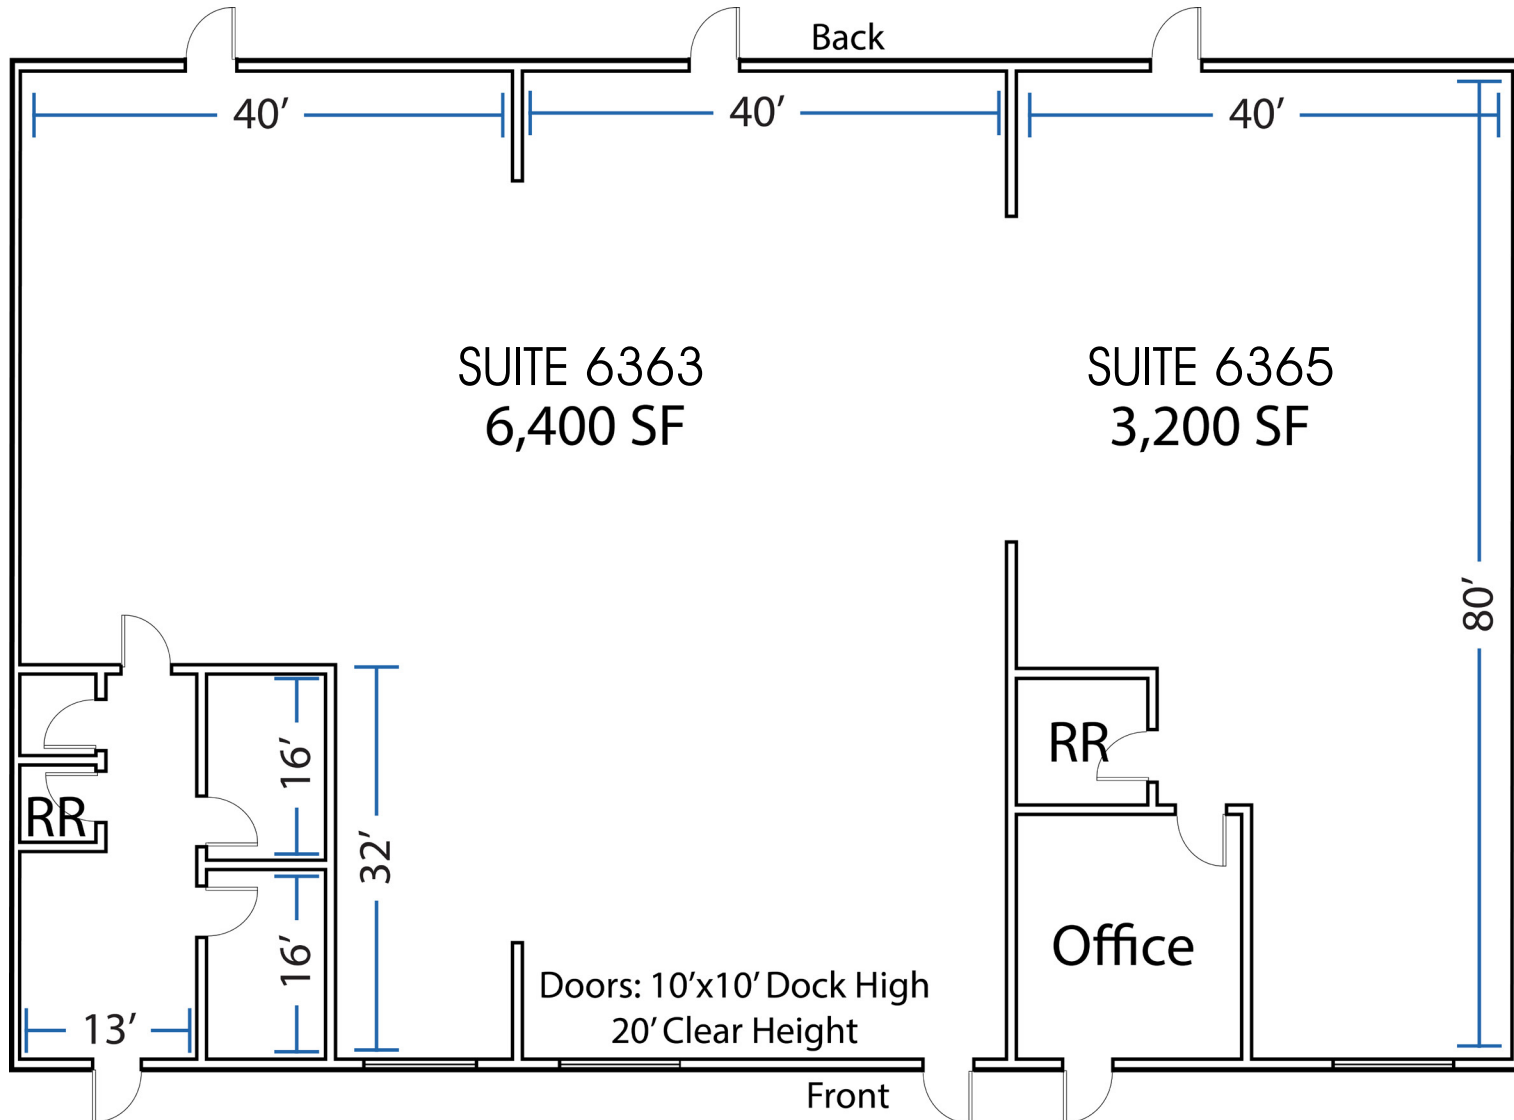 Back
40’
40’
40’
SUITE 6363
6,400 SF
SUITE 6365
3,200 SF
80’
16’
RR
RR
32’
16’
Office
Doors: 10’x10’ Dock High
20’ Clear Height
13’
Front